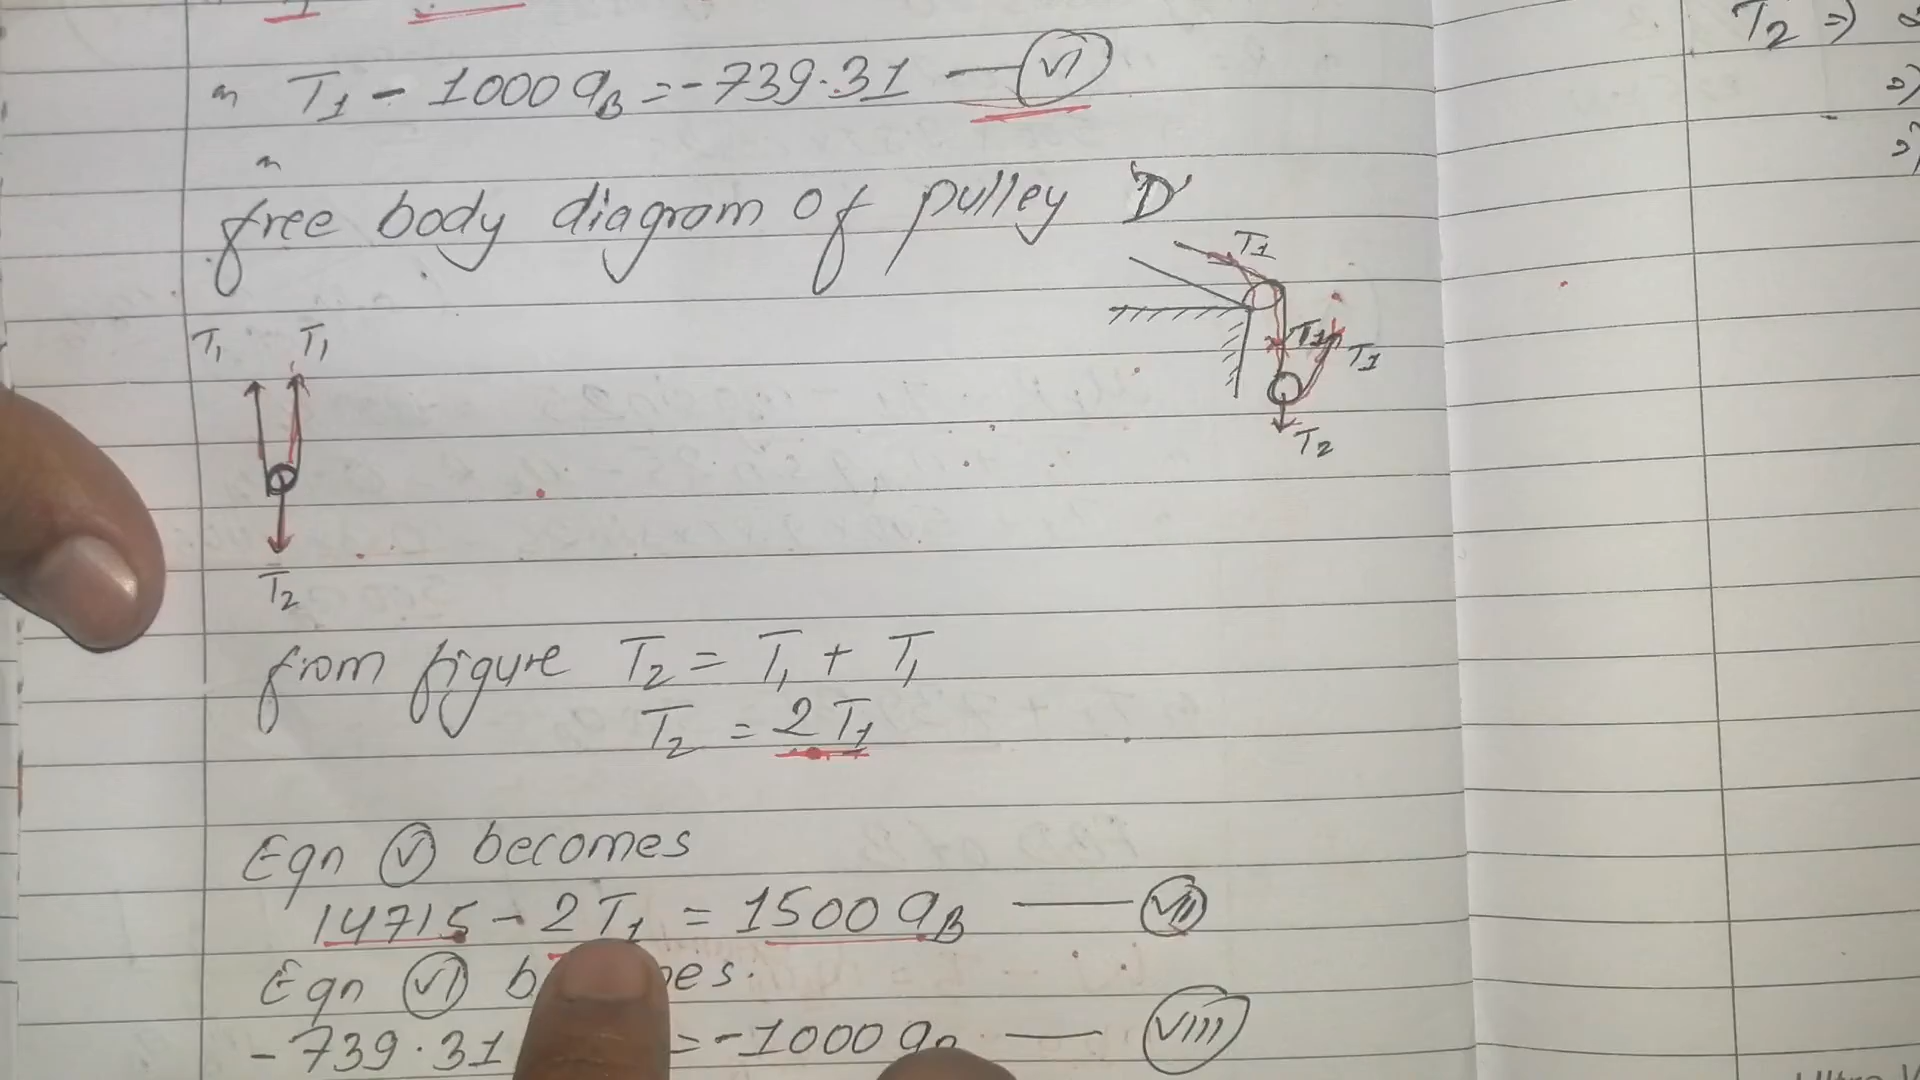 T1 - 1000 aB = - 739.31 — (VI)
free body diagram of pulley D
T1
T1
T1 T1
T1
T2
T2
from figure T2 = T1 + T1
T2 = 2T1
Eqn (V) becomes
14715 - 2T1 = 1500 aB — (VII)
Eqn (VI)
- 739.31 = - 1000 — (VIII)
T2 ⇒